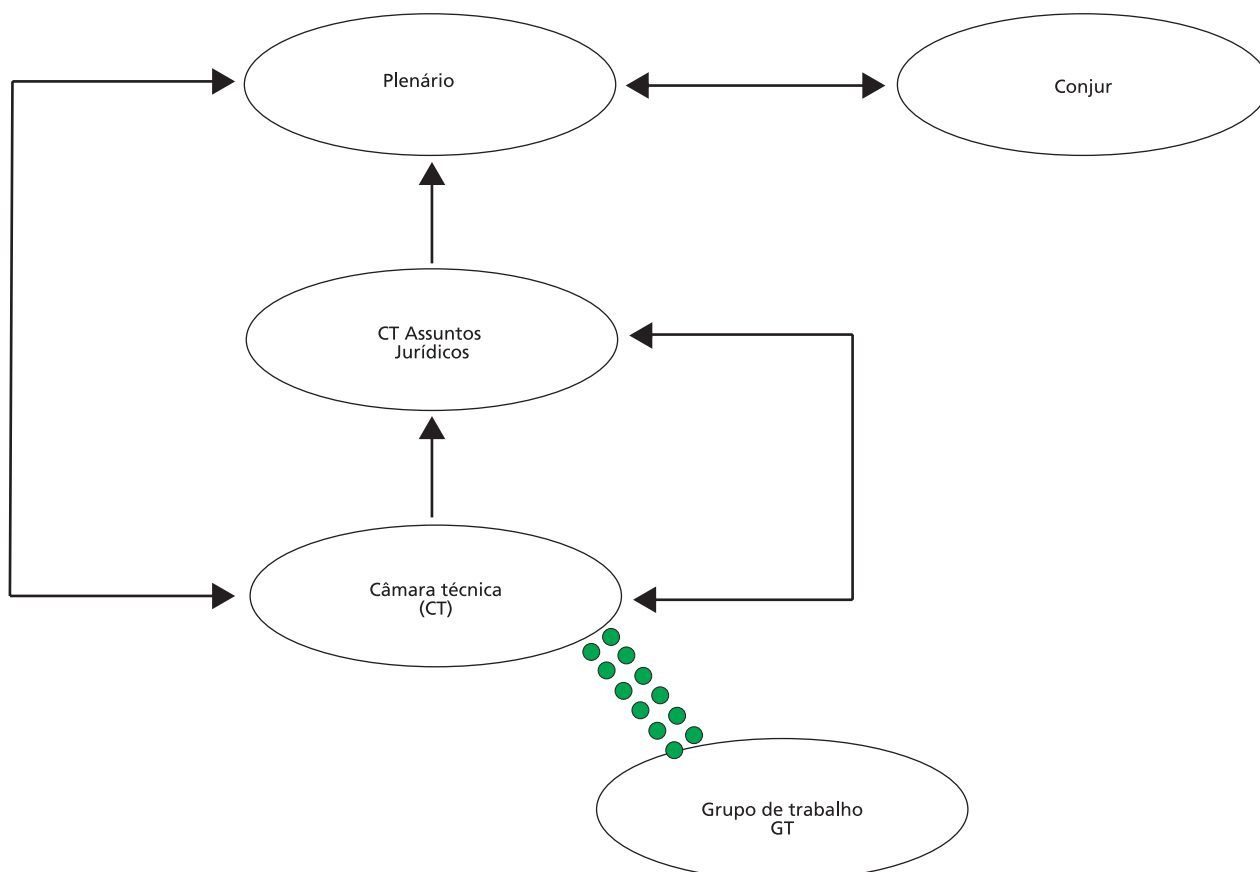 Plenário
Conjur
CT Assuntos
Jurídicos
Câmara técnica
(CT)
Grupo de trabalho
GT